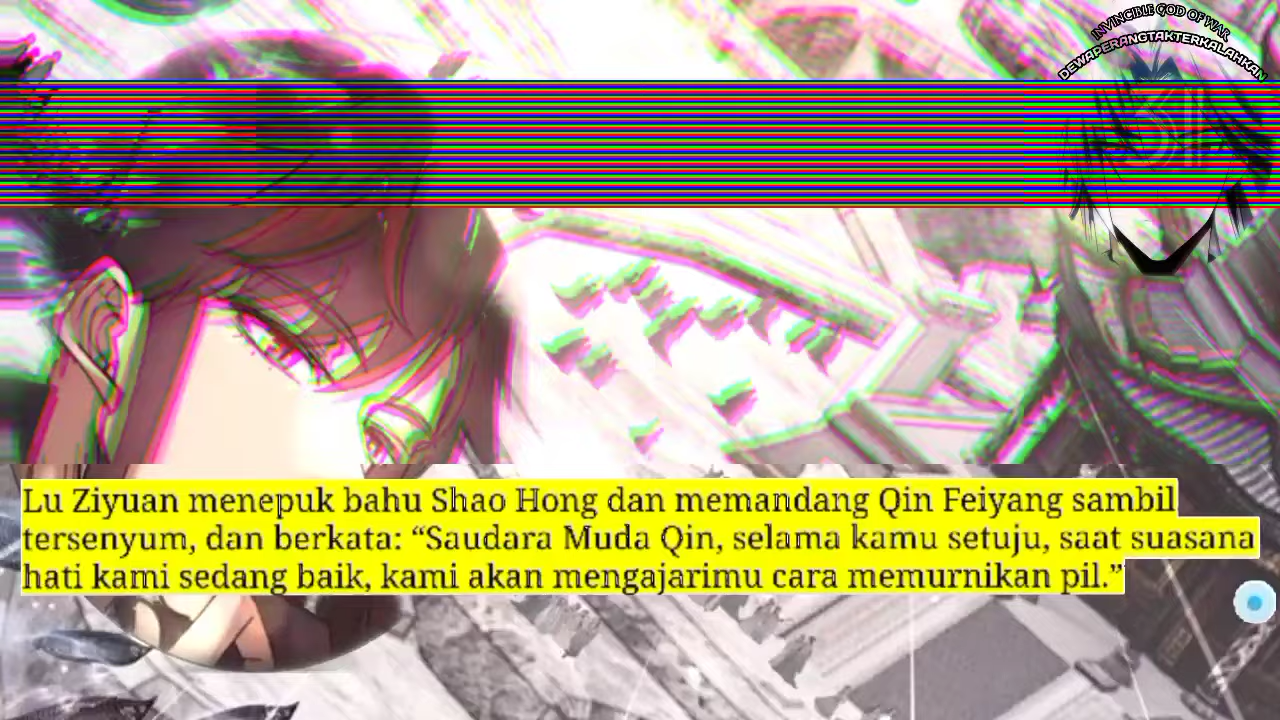 INVINCIBLE GOD OF WAR
DEWAPERANGTAKTERKALAHKAN
31
Lu Ziyuan menepuk bahu Shao Hong dan memandang Qin Feiyang sambil
tersenyum, dan berkata: “Saudara Muda Qin, selama kamu setuju, saat suasana
hati kami sedang baik, kami akan mengajarimu cara memurnikan pil.”